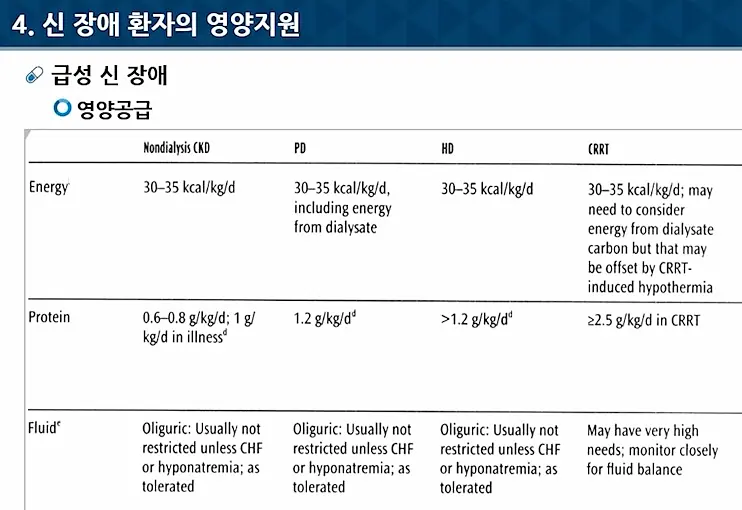 4. 신 장애 환자의 영양지원
급성 신 장애
영양공급
Nondialysis CKD PD HD CRRT
Energy 30–35 kcal/kg/d 30–35 kcal/kg/d, 30–35 kcal/kg/d 30–35 kcal/kg/d; may
including energy need to consider
from dialysate energy from dialysate
carbon but that may
be offset by CRRT-
induced hypothermia
Protein 0.6–0.8 g/kg/d; 1 g/ 1.2 g/kg/dᵈ >1.2 g/kg/dᵈ ≥2.5 g/kg/d in CRRT
kg/d in illnessᵈ
Fluidᵉ Oliguric: Usually not Oliguric: Usually not Oliguric: Usually not May have very high
restricted unless CHF restricted unless CHF restricted unless CHF needs; monitor closely
or hyponatremia; as or hyponatremia; as or hyponatremia; as for fluid balance
tolerated tolerated tolerated